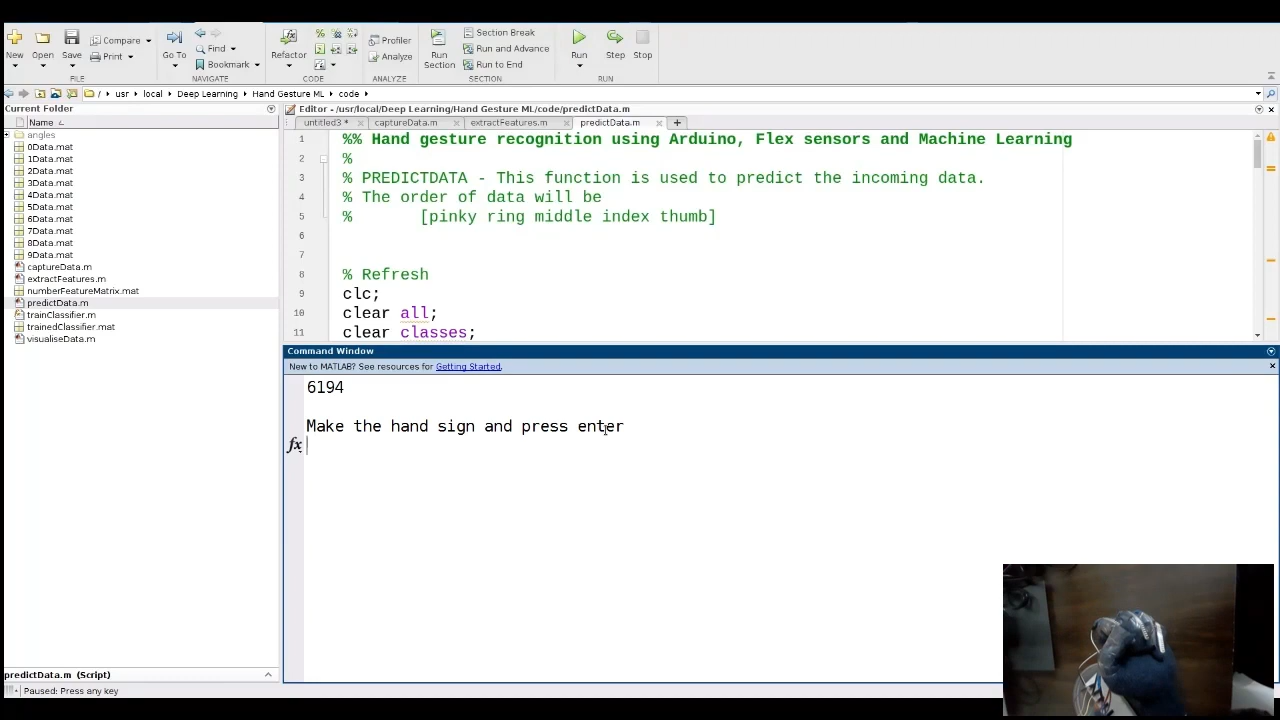 Compare
Find
Section Break
Profiler
Run and Advance
New Open Save
Print
Go To
Bookmark
Refactor
Analyze
Run Section
Run to End
Run Step Stop
FILE NAVIGATE CODE ANALYZE SECTION RUN
/ usr local Deep Learning Hand Gesture ML code
Current Folder
Editor - /usr/local/Deep Learning/Hand Gesture ML/code/predictData.m
Name
untitled3 * captureData.m extractFeatures.m predictData.m
angles
0Data.mat
1Data.mat
2Data.mat
3Data.mat
4Data.mat
5Data.mat
6Data.mat
7Data.mat
8Data.mat
9Data.mat
captureData.m
extractFeatures.m
numberFeatureMatrix.mat
predictData.m
trainClassifier.m
trainedClassifier.mat
visualiseData.m
1 %% Hand gesture recognition using Arduino, Flex sensors and Machine Learning
2 %
3 % PREDICTDATA - This function is used to predict the incoming data.
4 % The order of data will be
5 % [pinky ring middle index thumb]
6
7
8 % Refresh
9 clc;
10 clear all;
11 clear classes;
Command Window
New to MATLAB? See resources for Getting Started.
6194
Make the hand sign and press enter
fx
predictData.m (Script)
Paused: Press any key